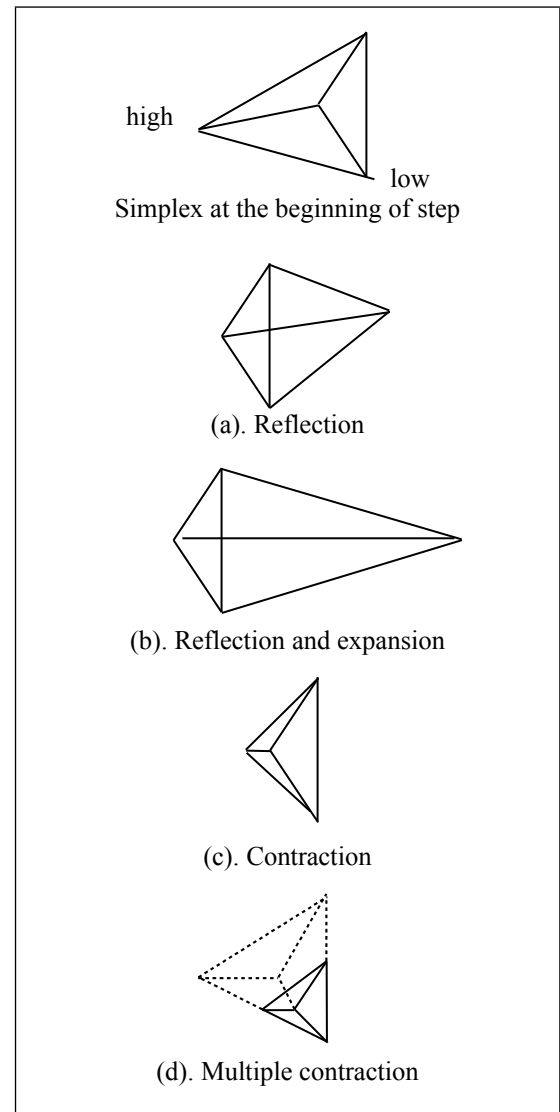 high
low
Simplex at the beginning of step
(a). Reflection
(b). Reflection and expansion
(c). Contraction
(d). Multiple contraction